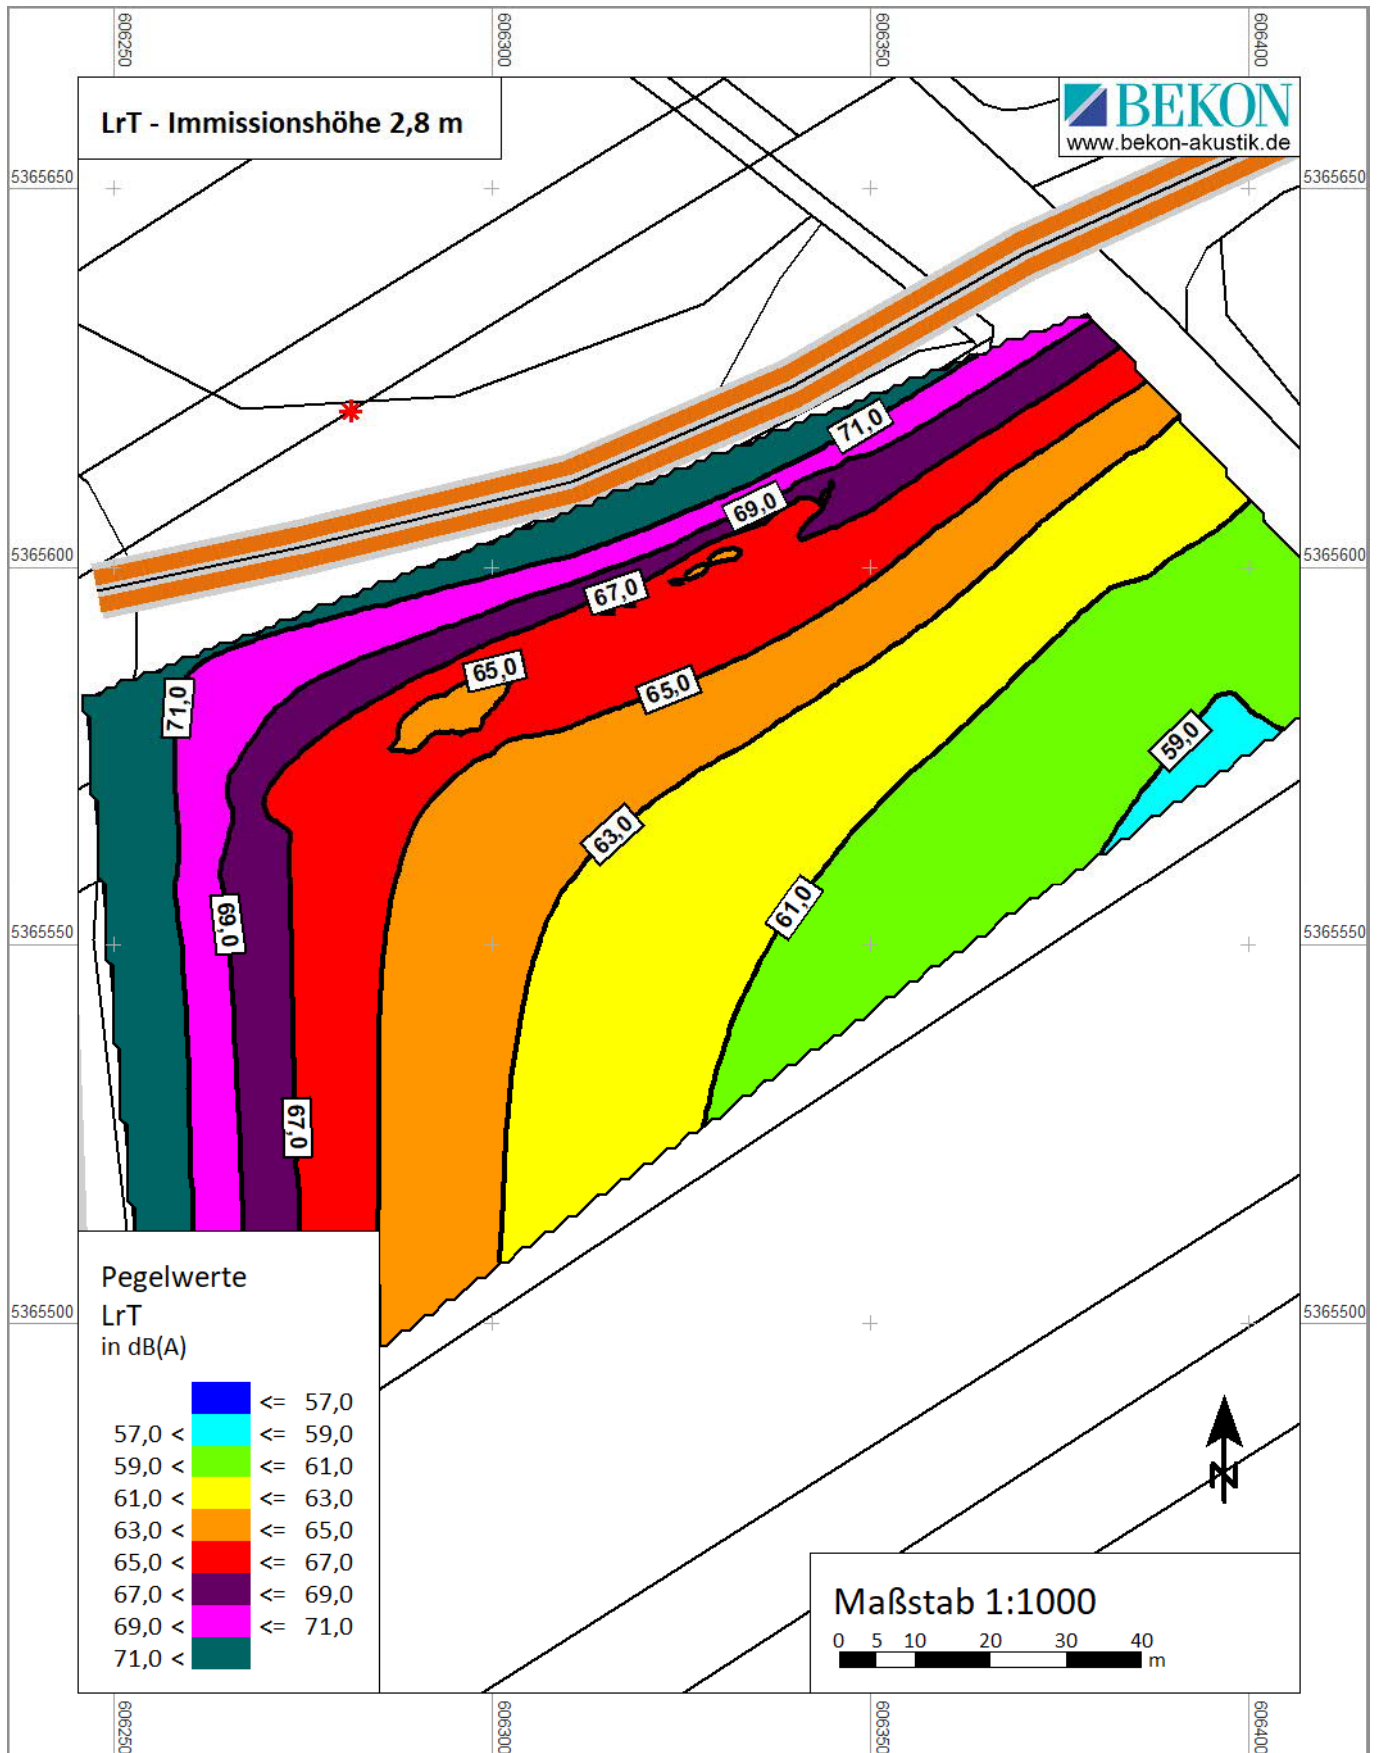 606250
606300
606350
606400
LrT - Immissionshöhe 2,8 m
BEKON
www.bekon-akustik.de
5365650
5365650
71,0
69,0
5365600
5365600
67,0
65,0
65,0
71,0
59,0
63,0
61,0
69,0
5365550
5365550
67,0
Pegelwerte
LrT
in dB(A)
5365500
5365500
<= 57,0
57,0 < <= 59,0
59,0 < <= 61,0
61,0 < <= 63,0
63,0 < <= 65,0
65,0 < <= 67,0
67,0 < <= 69,0
69,0 < <= 71,0
71,0 <
N
Maßstab 1:1000
0 5 10 20 30 40
m
606250
606300
606350
606400